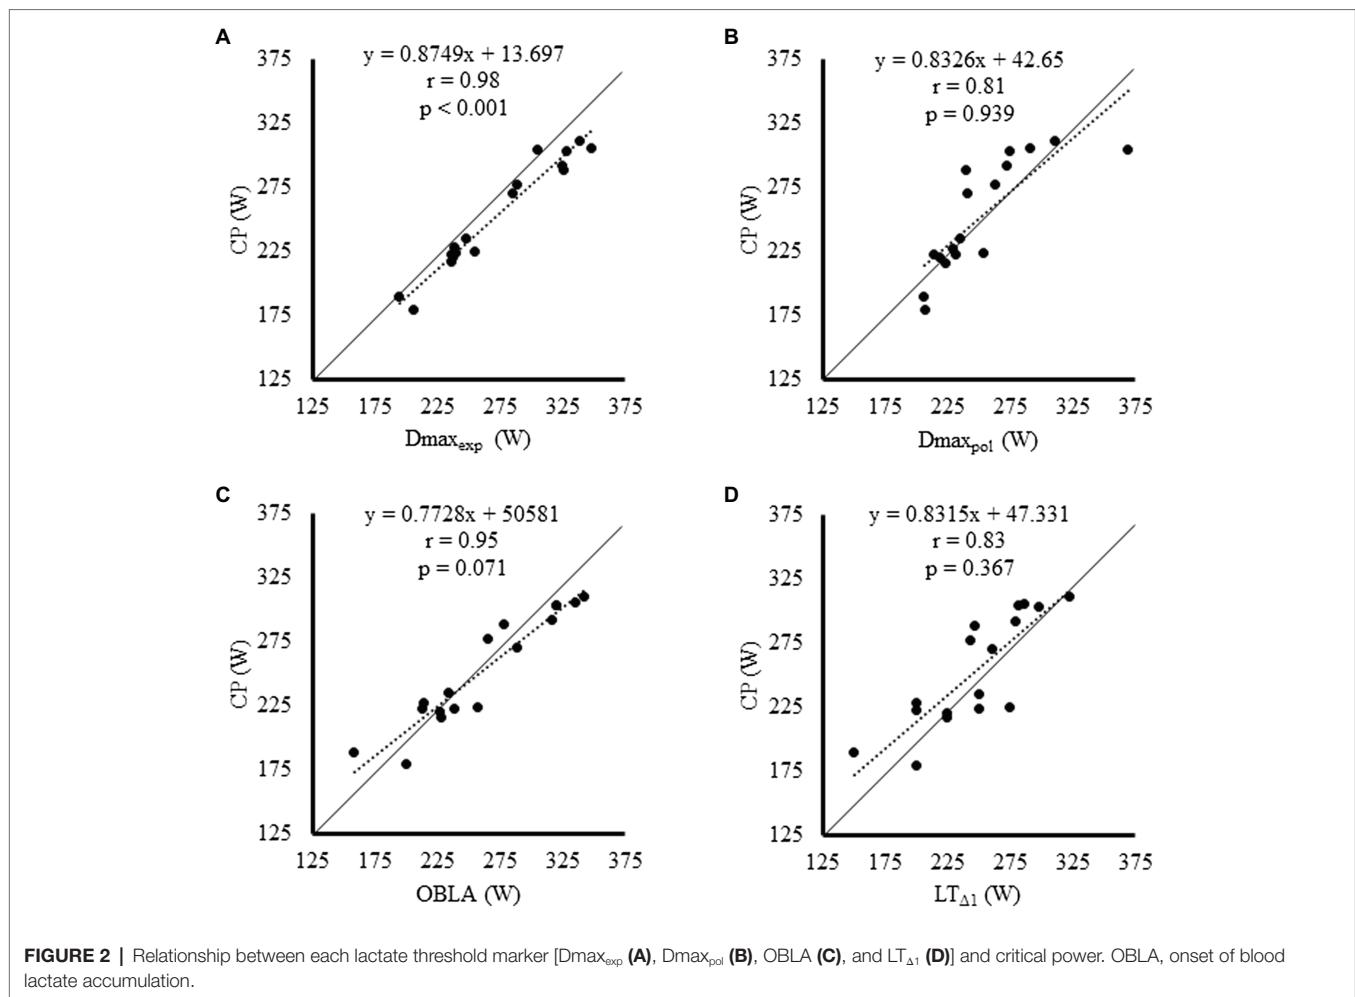 A
y = 0.8749x + 13.697
r = 0.98
p < 0.001
375
325
275
225
175
125
CP (W)
125 175 225 275 325 375
Dmaxexp (W)
B
y = 0.8326x + 42.65
r = 0.81
p = 0.939
375
325
275
225
175
125
CP (W)
125 175 225 275 325 375
Dmaxpol (W)
C
y = 0.7728x + 50581
r = 0.95
p = 0.071
375
325
275
225
175
125
CP (W)
125 175 225 275 325 375
OBLA (W)
D
y = 0.8315x + 47.331
r = 0.83
p = 0.367
375
325
275
225
175
125
CP (W)
125 175 225 275 325 375
LTΔ1 (W)
FIGURE 2 | Relationship between each lactate threshold marker [Dmaxexp (A), Dmaxpol (B), OBLA (C), and LTΔ1 (D)] and critical power. OBLA, onset of blood
lactate accumulation.